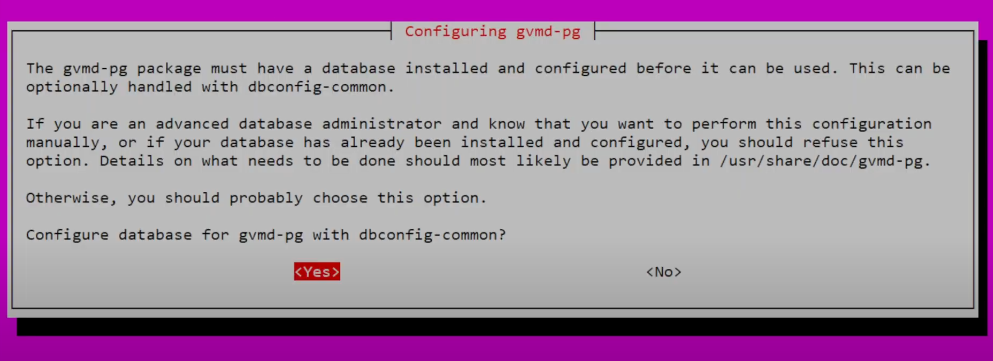 Configuring gvmd-pg
The gvmd-pg package must have a database installed and configured before it can be used. This can be
optionally handled with dbconfig-common.
If you are an advanced database administrator and know that you want to perform this configuration
manually, or if your database has already been installed and configured, you should refuse this
option. Details on what needs to be done should most likely be provided in /usr/share/doc/gvmd-pg.
Otherwise, you should probably choose this option.
Configure database for gvmd-pg with dbconfig-common?
<Yes> <No>